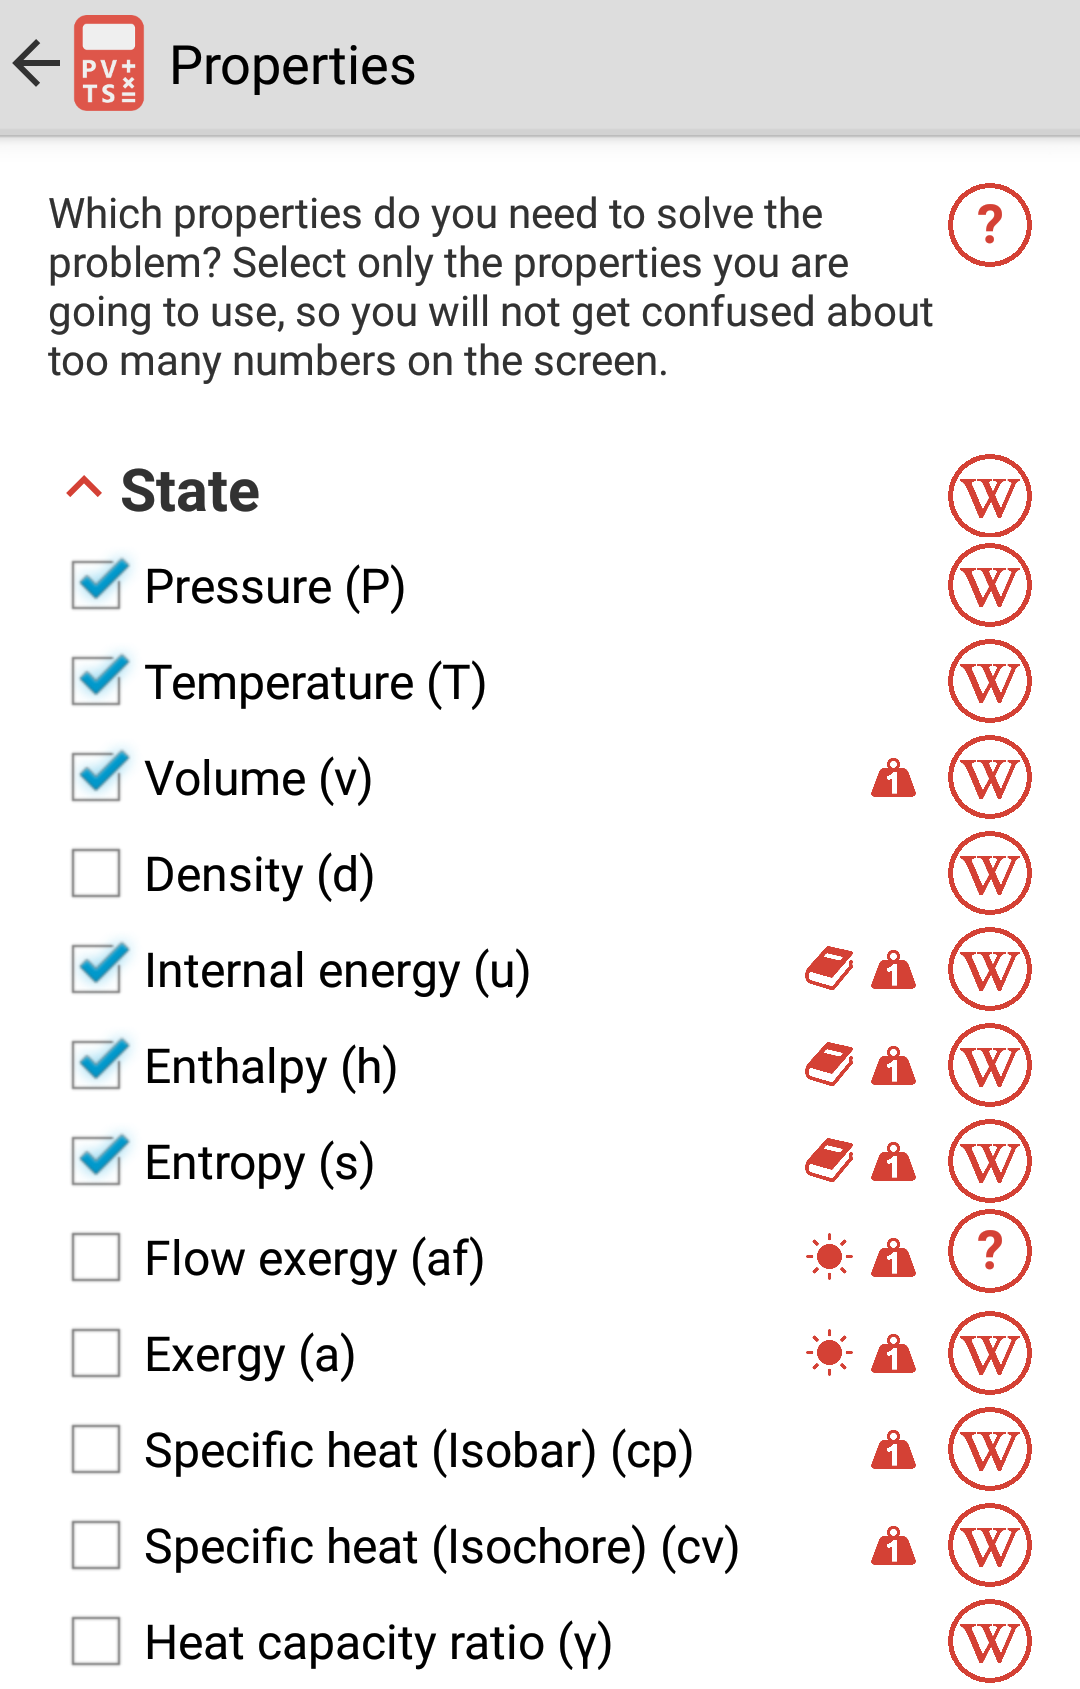 PV+
TS×=
Properties
Which properties do you need to solve the
problem? Select only the properties you are
going to use, so you will not get confused about
too many numbers on the screen.
?
State
W
Pressure (P)
W
Temperature (T)
W
Volume (v)
1
W
Density (d)
W
Internal energy (u)
1
W
Enthalpy (h)
1
W
Entropy (s)
1
W
Flow exergy (af)
1
?
Exergy (a)
1
W
Specific heat (Isobar) (cp)
1
W
Specific heat (Isochore) (cv)
1
W
Heat capacity ratio (γ)
W